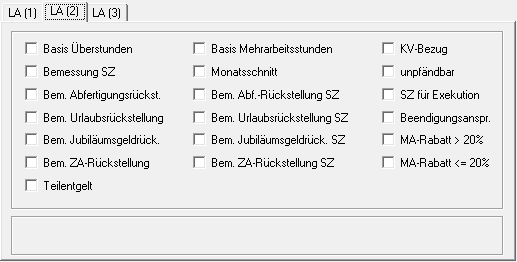 LA (1) LA (2) LA (3)
Basis Überstunden Basis Mehrarbeitsstunden KV-Bezug
Bemessung SZ Monatsschnitt unpfändbar
Bem. Abfertigungsrückst. Bem. Abf.-Rückstellung SZ SZ für Exekution
Bem. Urlaubsrückstellung Bem. Urlaubsrückstellung SZ Beendigungsanspr.
Bem. Jubiläumsgeldrück. Bem. Jubiläumsgeldrück. SZ MA-Rabatt > 20%
Bem. ZA-Rückstellung Bem. ZA-Rückstellung SZ MA-Rabatt <= 20%
Teilentgelt